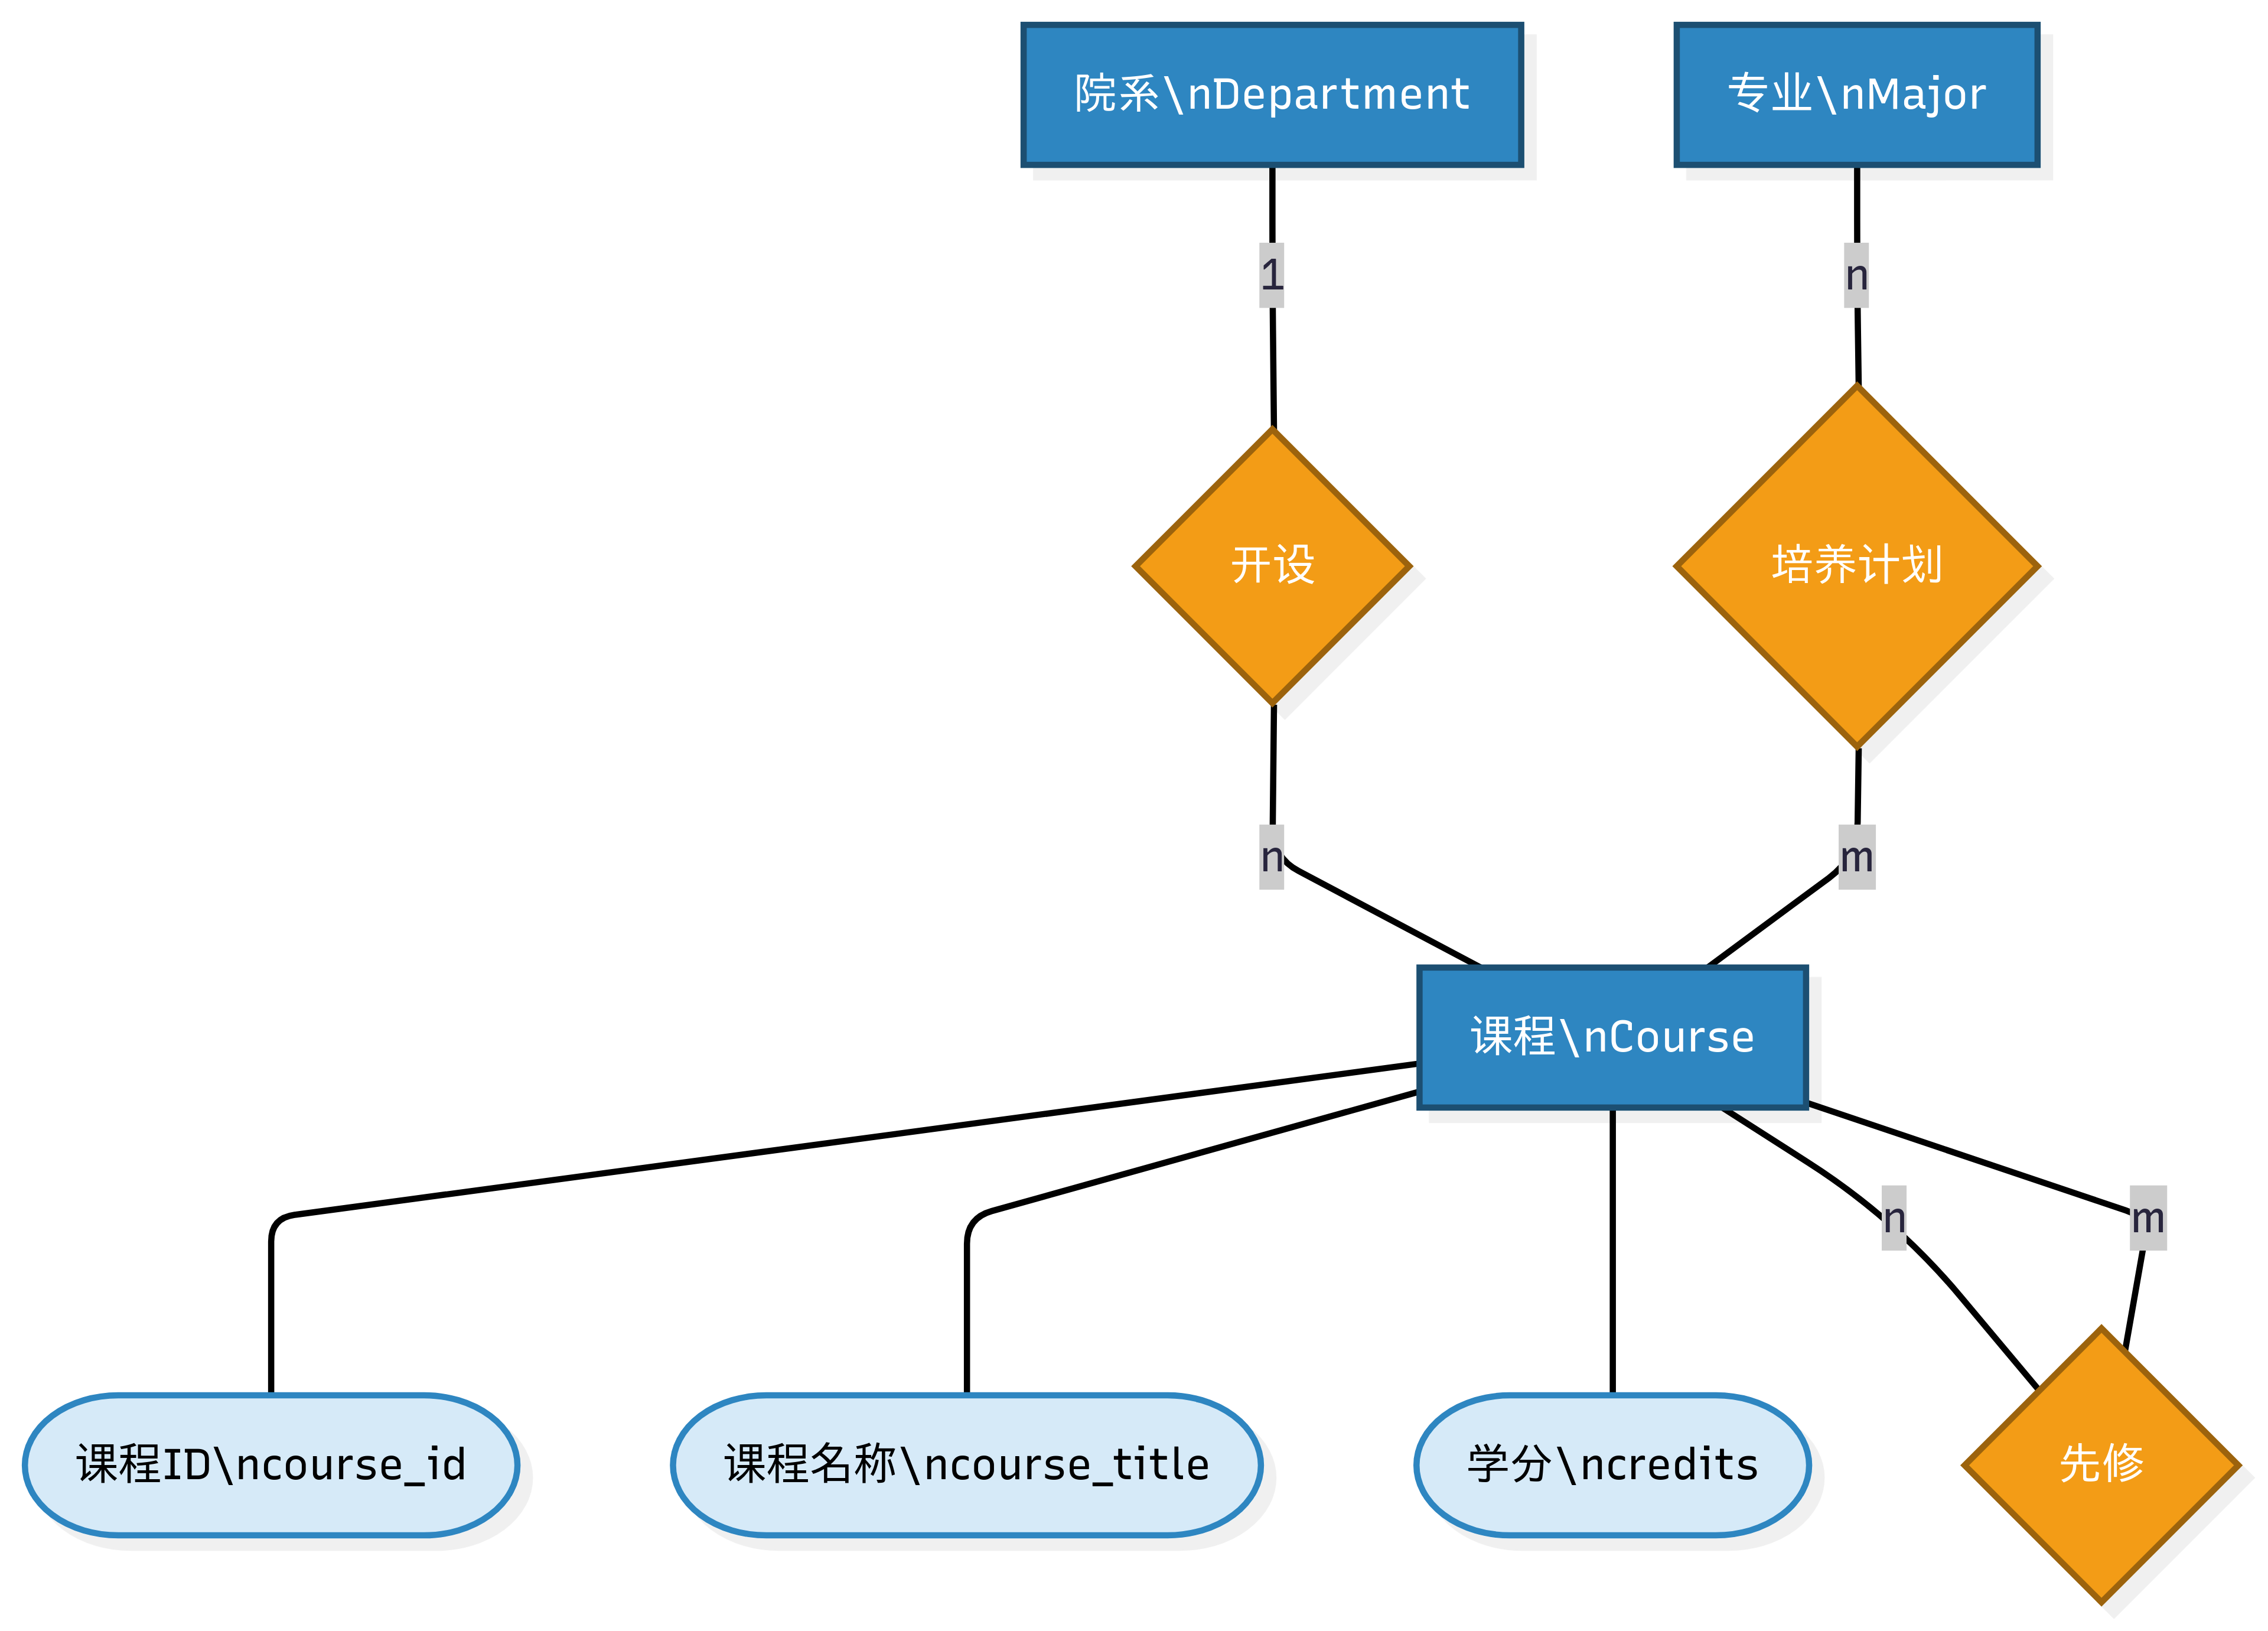 院系\nDepartment
专业\nMajor
1
n
开设
培养计划
n
m
课程\nCourse
n
m
课程ID\ncourse_id
课程名称\ncourse_title
学分\ncredits
先修